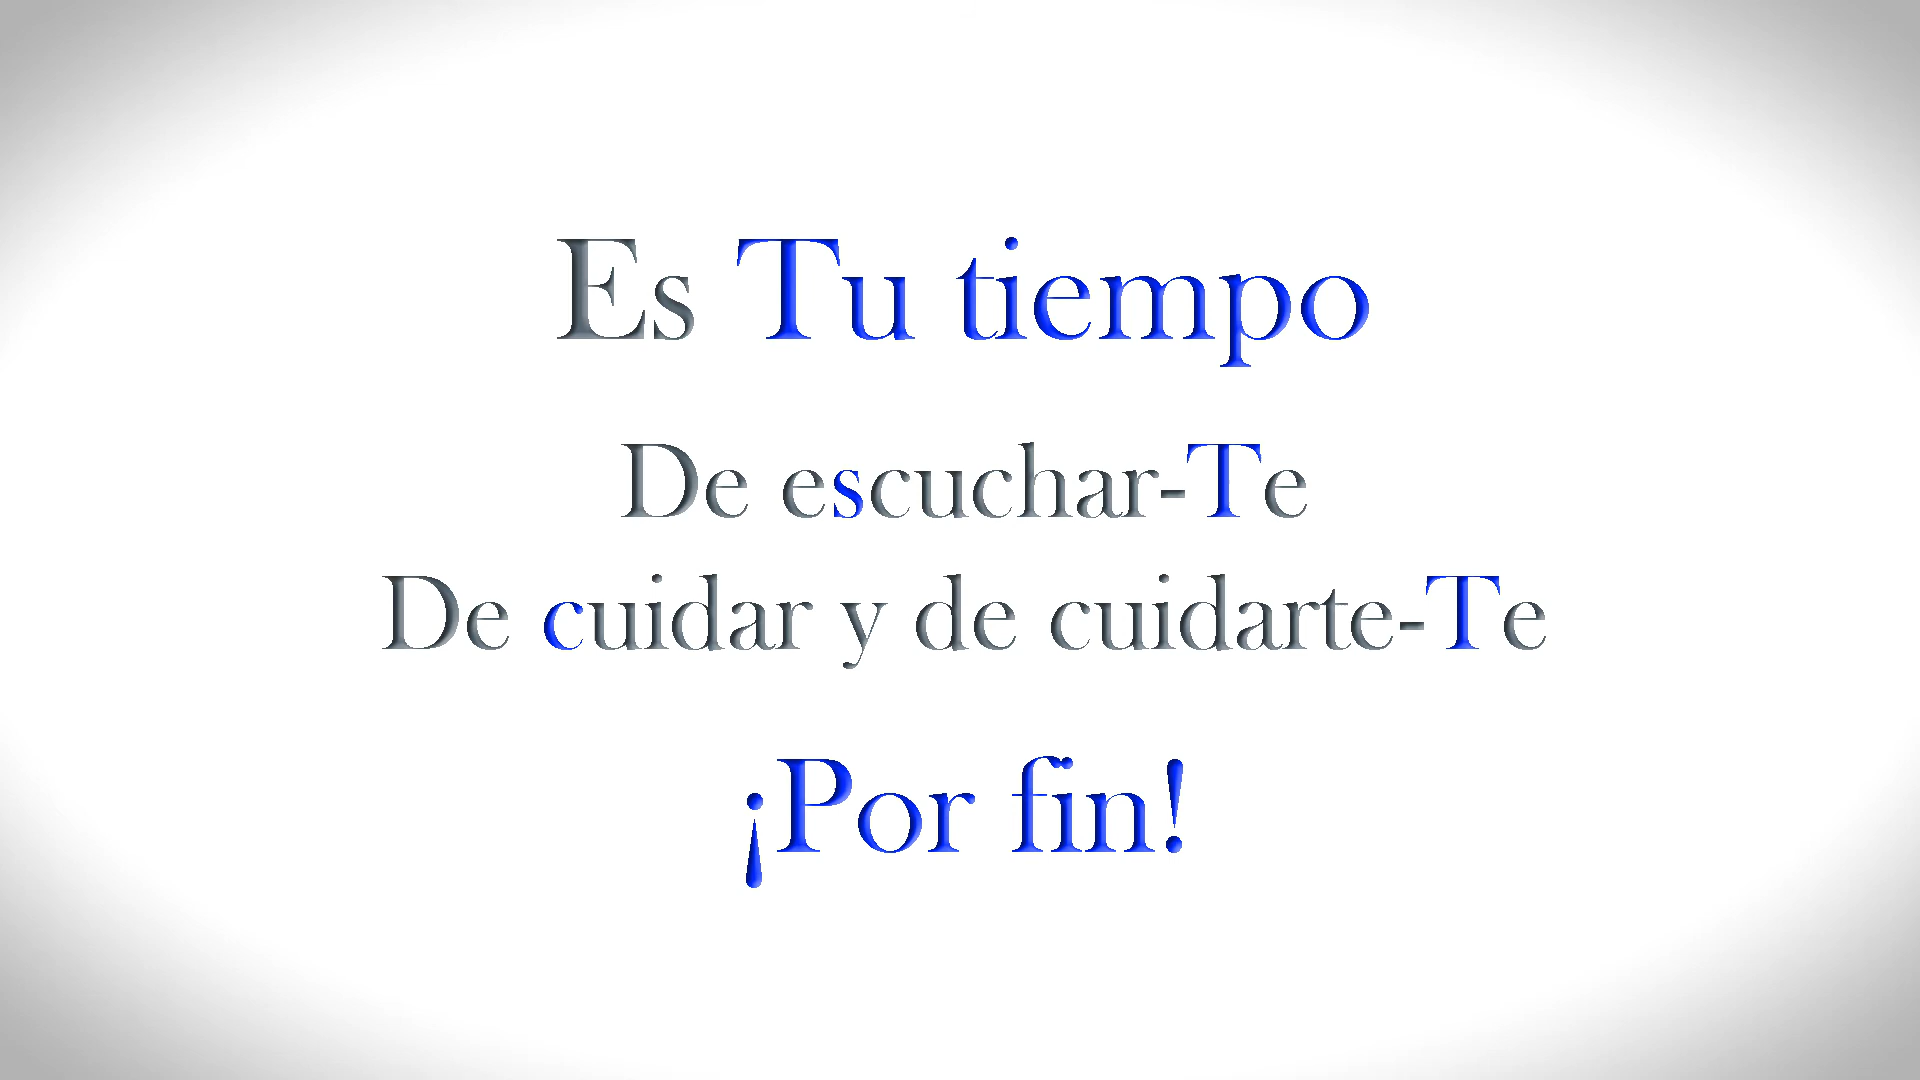 Es Tu tiempo
De escuchar-Te
De cuidar y de cuidarte-Te
¡Por fin!